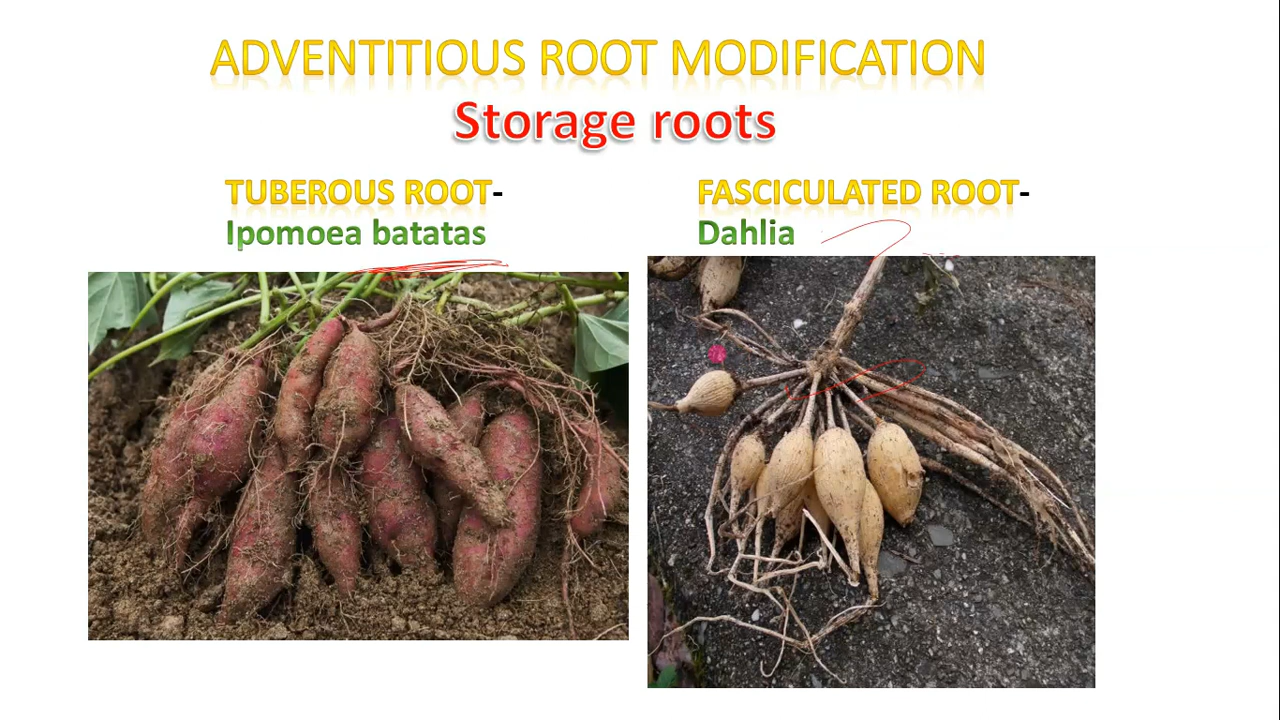 ADVENTITIOUS ROOT MODIFICATION
Storage roots
TUBEROUS ROOT-
Ipomoea batatas
FASCICULATED ROOT-
Dahlia